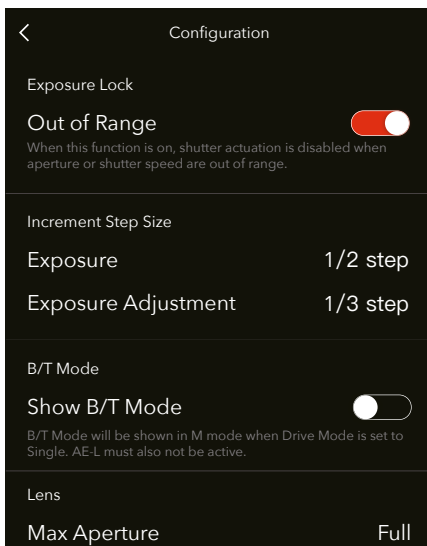 Configuration
Exposure Lock
Out of Range
When this function is on, shutter actuation is disabled when
aperture or shutter speed are out of range.
Increment Step Size
Exposure 1/2 step
Exposure Adjustment 1/3 step
B/T Mode
Show B/T Mode
B/T Mode will be shown in M mode when Drive Mode is set to
Single. AE-L must also not be active.
Lens
Max Aperture Full